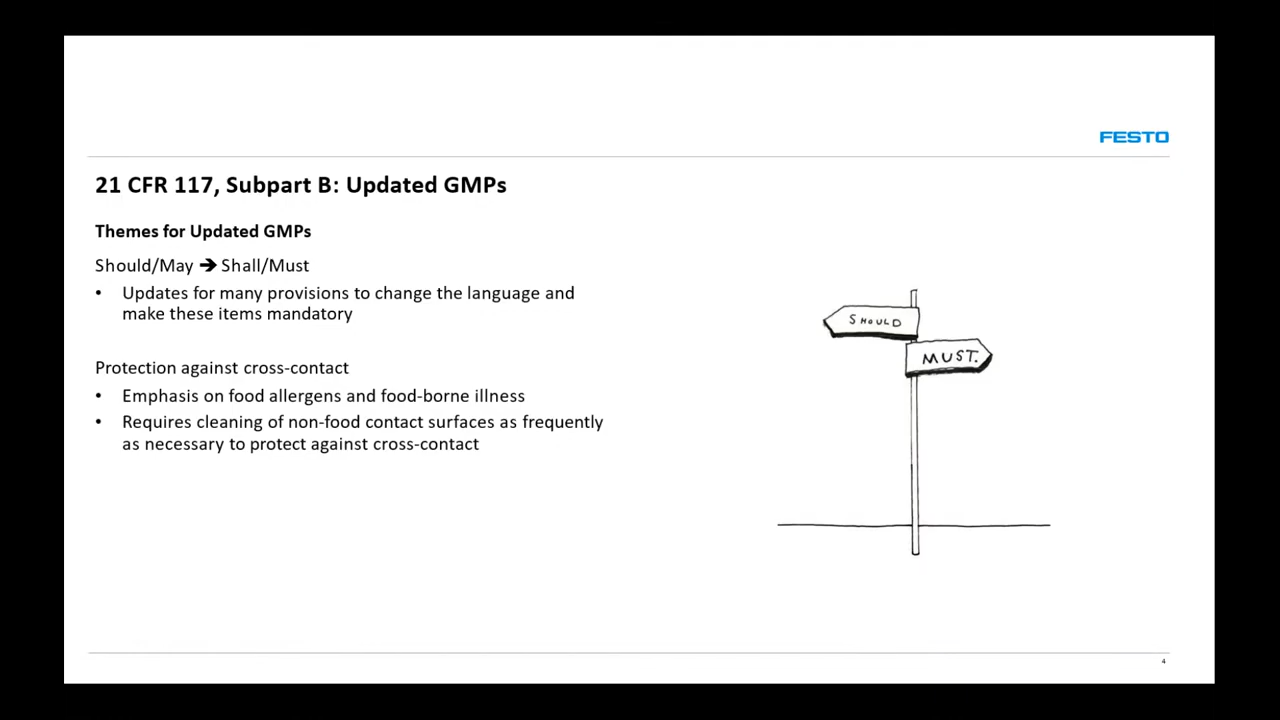 FESTO
21 CFR 117, Subpart B: Updated GMPs
Themes for Updated GMPs
Should/May ➔ Shall/Must
• Updates for many provisions to change the language and
make these items mandatory
Protection against cross-contact
• Emphasis on food allergens and food-borne illness
• Requires cleaning of non-food contact surfaces as frequently
as necessary to protect against cross-contact
SHOULD
MUST.
4